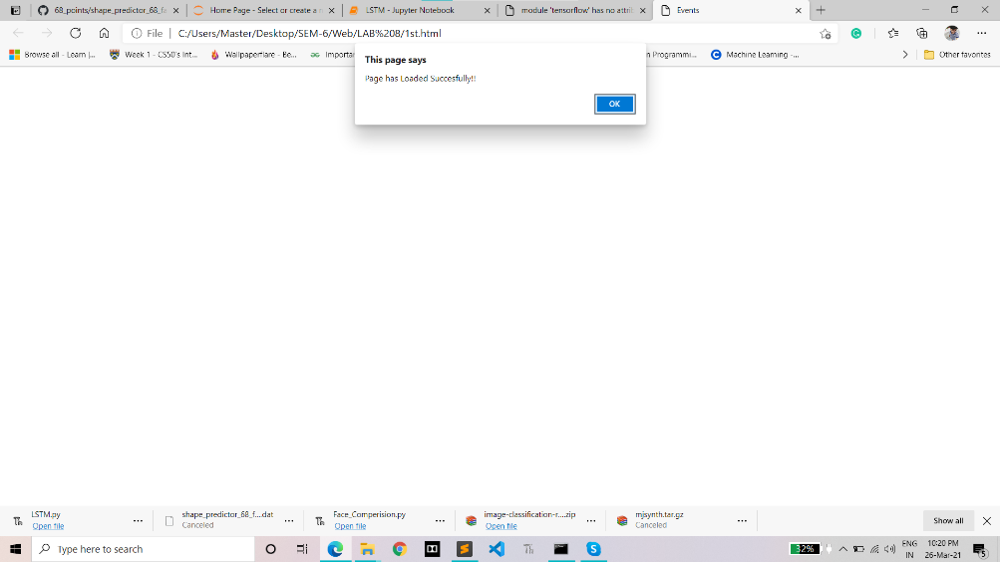 68_points/shape_predictor_68_fa
Home Page - Select or create a n
LSTM - Jupyter Notebook
module 'tensorflow' has no attrib
Events
File
C:/Users/Master/Desktop/SEM-6/Web/LAB%208/1st.html
Browse all - Learn |...
Week 1 - CS50's Int...
Wallpaperflare - Be...
Important
n Programmi...
Machine Learning -...
Other favorites
This page says
Page has Loaded Succesfully!!
OK
LSTM.py
Open file
shape_predictor_68_f....dat
Canceled
Face_Comperision.py
Open file
image-classification-r....zip
Open file
mjsynth.tar.gz
Canceled
Show all
Type here to search
32%
ENG
IN
10:20 PM
26-Mar-21
5